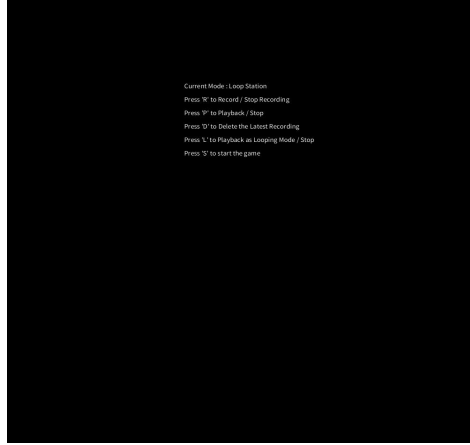 Current Mode : Loop Station
Press 'R' to Record / Stop Recording
Press 'P' to Playback / Stop
Press 'D' to Delete the Latest Recording
Press 'L' to Playback as Looping Mode / Stop
Press 'S' to start the game